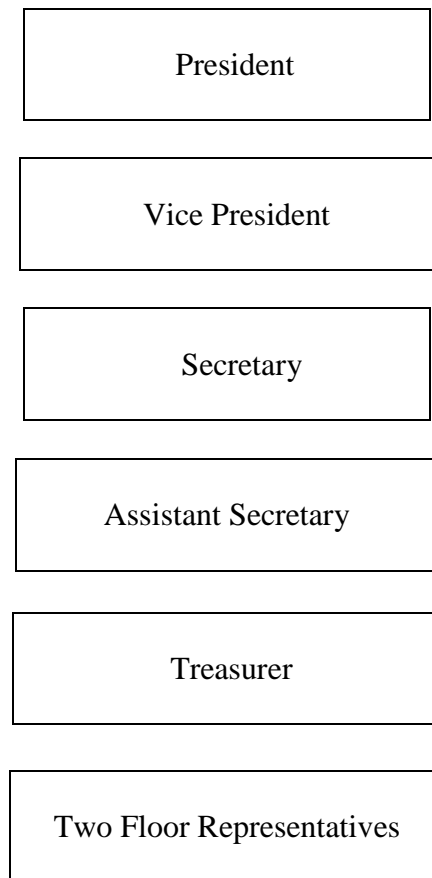 President
Vice President
Secretary
Assistant Secretary
Treasurer
Two Floor Representatives